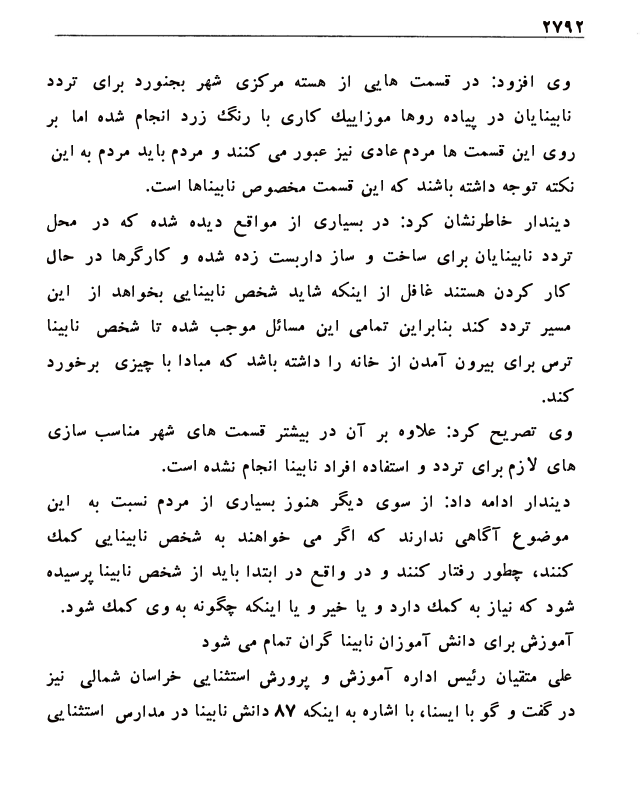 ۲۷۹۲
وی افزود: در قسمت هایی از هسته مرکزی شهر بجنورد برای تردد
نابینایان در پیاده روها موزاییك کاری با رنگ زرد انجام شده اما بر
روی این قسمت ها مردم عادی نیز عبور می کنند و مردم باید مردم به این
نکته توجه داشته باشند که این قسمت مخصوص نابیناها است.
دیندار خاطرنشان کرد: در بسیاری از مواقع دیده شده که در محل
تردد نابینایان برای ساخت و ساز داربست زده شده و کارگرها در حال
کار کردن هستند غافل از اینکه شاید شخص نابینایی بخواهد از این
مسیر تردد کند بنابراین تمامی این مسائل موجب شده تا شخص نابینا
ترس برای بیرون آمدن از خانه را داشته باشد که مبادا با چیزی برخورد
کند.
وی تصریح کرد: علاوه بر آن در بیشتر قسمت های شهر مناسب سازی
های لازم برای تردد و استفاده افراد نابینا انجام نشده است.
دیندار ادامه داد: از سوی دیگر هنوز بسیاری از مردم نسبت به این
موضوع آگاهی ندارند که اگر می خواهند به شخص نابینایی کمك
کنند، چطور رفتار کنند و در واقع در ابتدا باید از شخص نابینا پرسیده
شود که نیاز به کمك دارد و یا خیر و یا اینکه چگونه به وی کمك شود.
آموزش برای دانش آموزان نابینا گران تمام می شود
علی متقیان رئیس اداره آموزش و پرورش استثنایی خراسان شمالی نیز
در گفت و گو با ایسنا، با اشاره به اینکه ۸۷ دانش نابینا در مدارس استثنایی